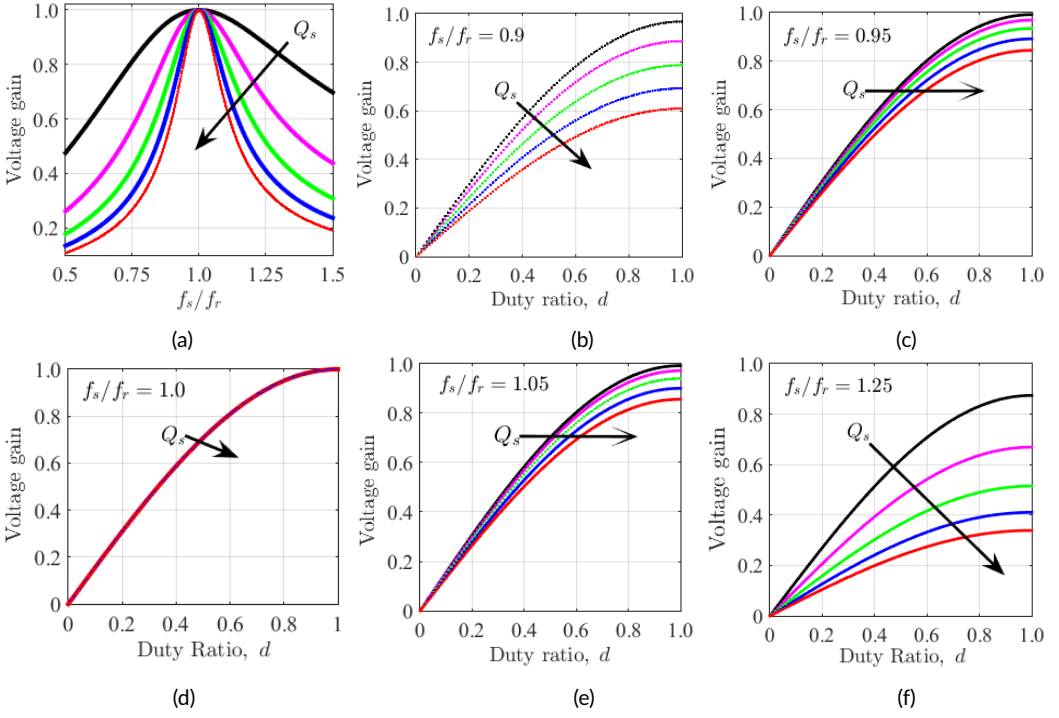 1.0
0.8
0.6
0.4
0.2
Voltage gain
Q_s
0.5 0.75 1.0 1.25 1.5
f_s/f_r
(a)
1.0
0.8
0.6
0.4
0.2
0
Voltage gain
f_s/f_r = 0.9
Q_s
0 0.2 0.4 0.6 0.8 1.0
Duty ratio, d
(b)
1.0
0.8
0.6
0.4
0.2
0
Voltage gain
f_s/f_r = 0.95
Q_s
0 0.2 0.4 0.6 0.8 1.0
Duty ratio, d
(c)
1.0
0.8
0.6
0.4
0.2
0
Voltage gain
f_s/f_r = 1.0
Q_s
0 0.2 0.4 0.6 0.8 1
Duty Ratio, d
(d)
1.0
0.8
0.6
0.4
0.2
0
Voltage gain
f_s/f_r = 1.05
Q_s
0 0.2 0.4 0.6 0.8 1.0
Duty ratio, d
(e)
1.0
0.8
0.6
0.4
0.2
0
Voltage gain
f_s/f_r = 1.25
Q_s
0 0.2 0.4 0.6 0.8 1.0
Duty Ratio, d
(f)